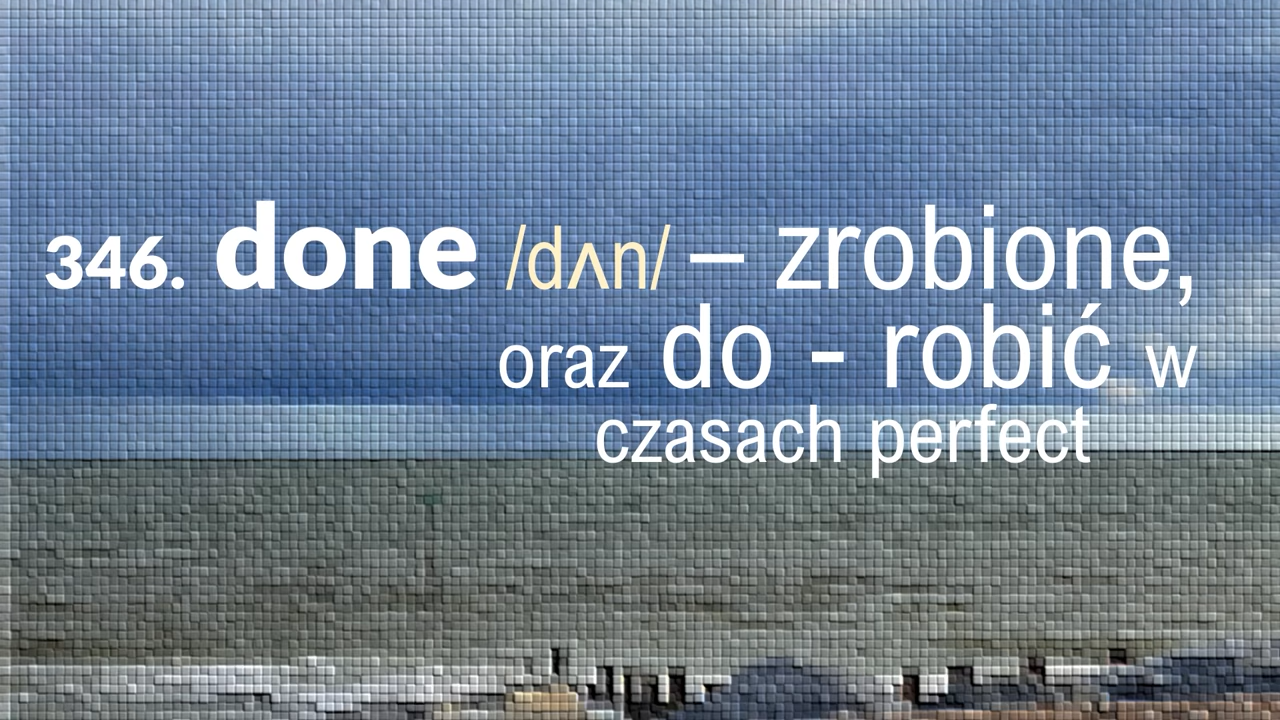 346. done /dʌn/ – zrobione,
oraz do - robić w
czasach perfect